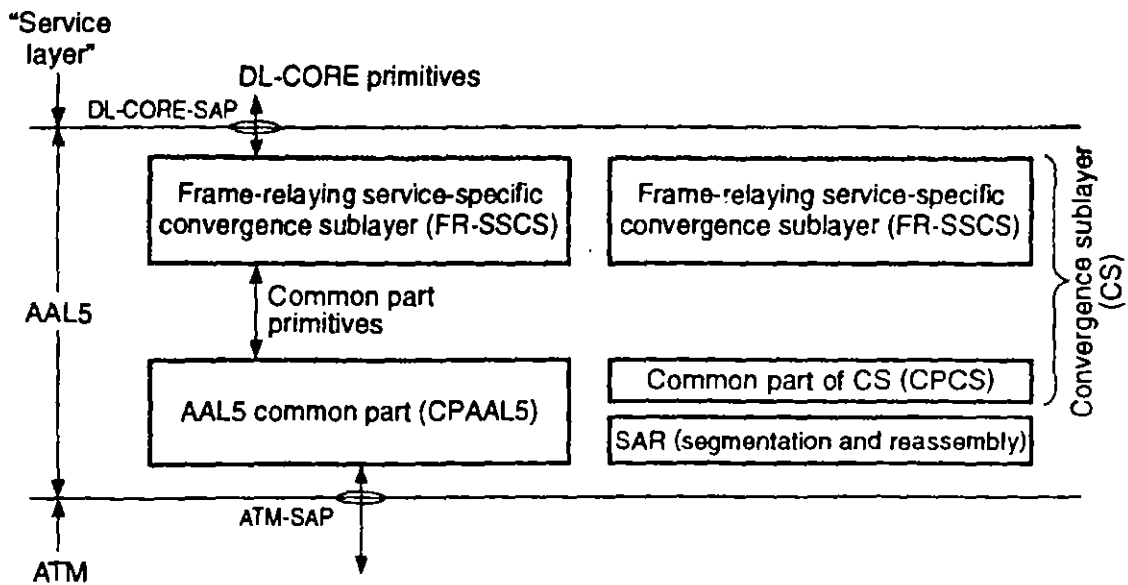 "Service
layer"
DL-CORE primitives
DL-CORE-SAP
Frame-relaying service-specific
convergence sublayer (FR-SSCS)
Frame-relaying service-specific
convergence sublayer (FR-SSCS)
Convergence sublayer
(CS)
AAL5
Common part
primitives
AAL5 common part (CPAAL5)
Common part of CS (CPCS)
SAR (segmentation and reassembly)
ATM-SAP
ATM